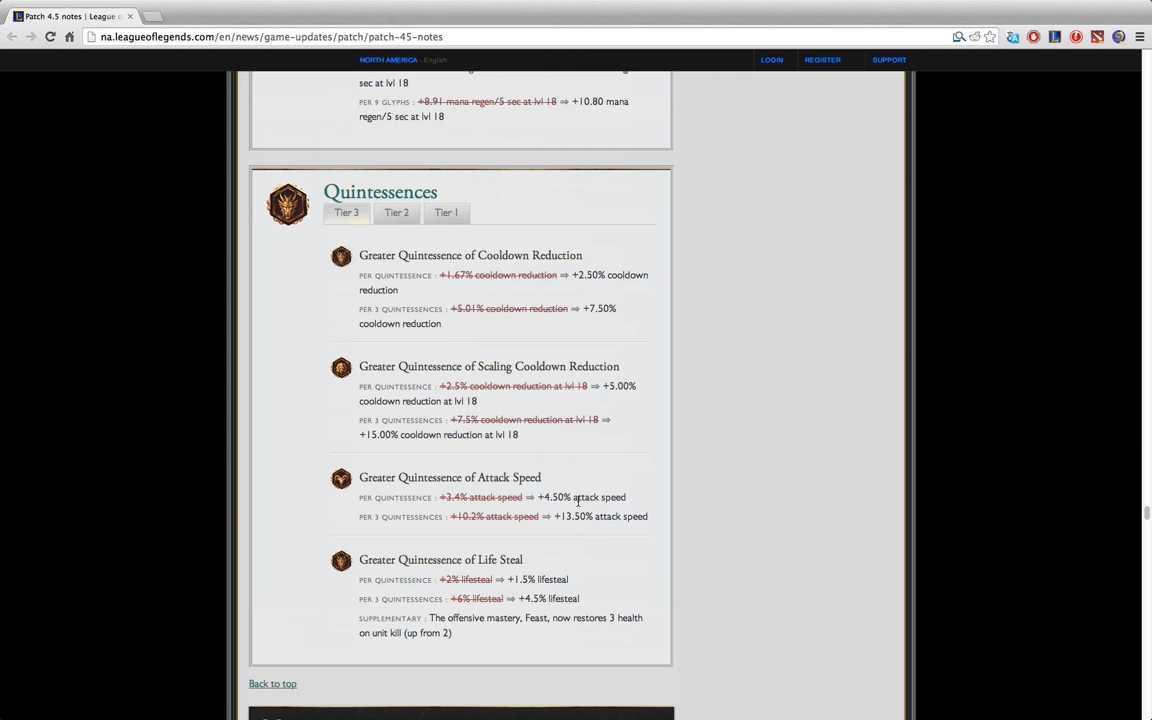 Patch 4.5 notes | League o
na.leagueoflegends.com/en/news/game-updates/patch/patch-45-notes
NORTH AMERICA - English
LOGIN
REGISTER
SUPPORT
sec at lvl 18
PER 9 GLYPHS : +8.91 mana regen/5 sec at lvl 18 ⇒ +10.80 mana
regen/5 sec at lvl 18
Quintessences
Tier 3
Tier 2
Tier 1
Greater Quintessence of Cooldown Reduction
PER QUINTESSENCE : +1.67% cooldown reduction ⇒ +2.50% cooldown
reduction
PER 3 QUINTESSENCES : +5.01% cooldown reduction ⇒ +7.50%
cooldown reduction
Greater Quintessence of Scaling Cooldown Reduction
PER QUINTESSENCE : +2.5% cooldown reduction at lvl 18 ⇒ +5.00%
cooldown reduction at lvl 18
PER 3 QUINTESSENCES : +7.5% cooldown reduction at lvl 18 ⇒
+15.00% cooldown reduction at lvl 18
Greater Quintessence of Attack Speed
PER QUINTESSENCE : +3.4% attack speed ⇒ +4.50% attack speed
PER 3 QUINTESSENCES : +10.2% attack speed ⇒ +13.50% attack speed
Greater Quintessence of Life Steal
PER QUINTESSENCE : +2% lifesteal ⇒ +1.5% lifesteal
PER 3 QUINTESSENCES : +6% lifesteal ⇒ +4.5% lifesteal
SUPPLEMENTARY : The offensive mastery, Feast, now restores 3 health
on unit kill (up from 2)
Back to top